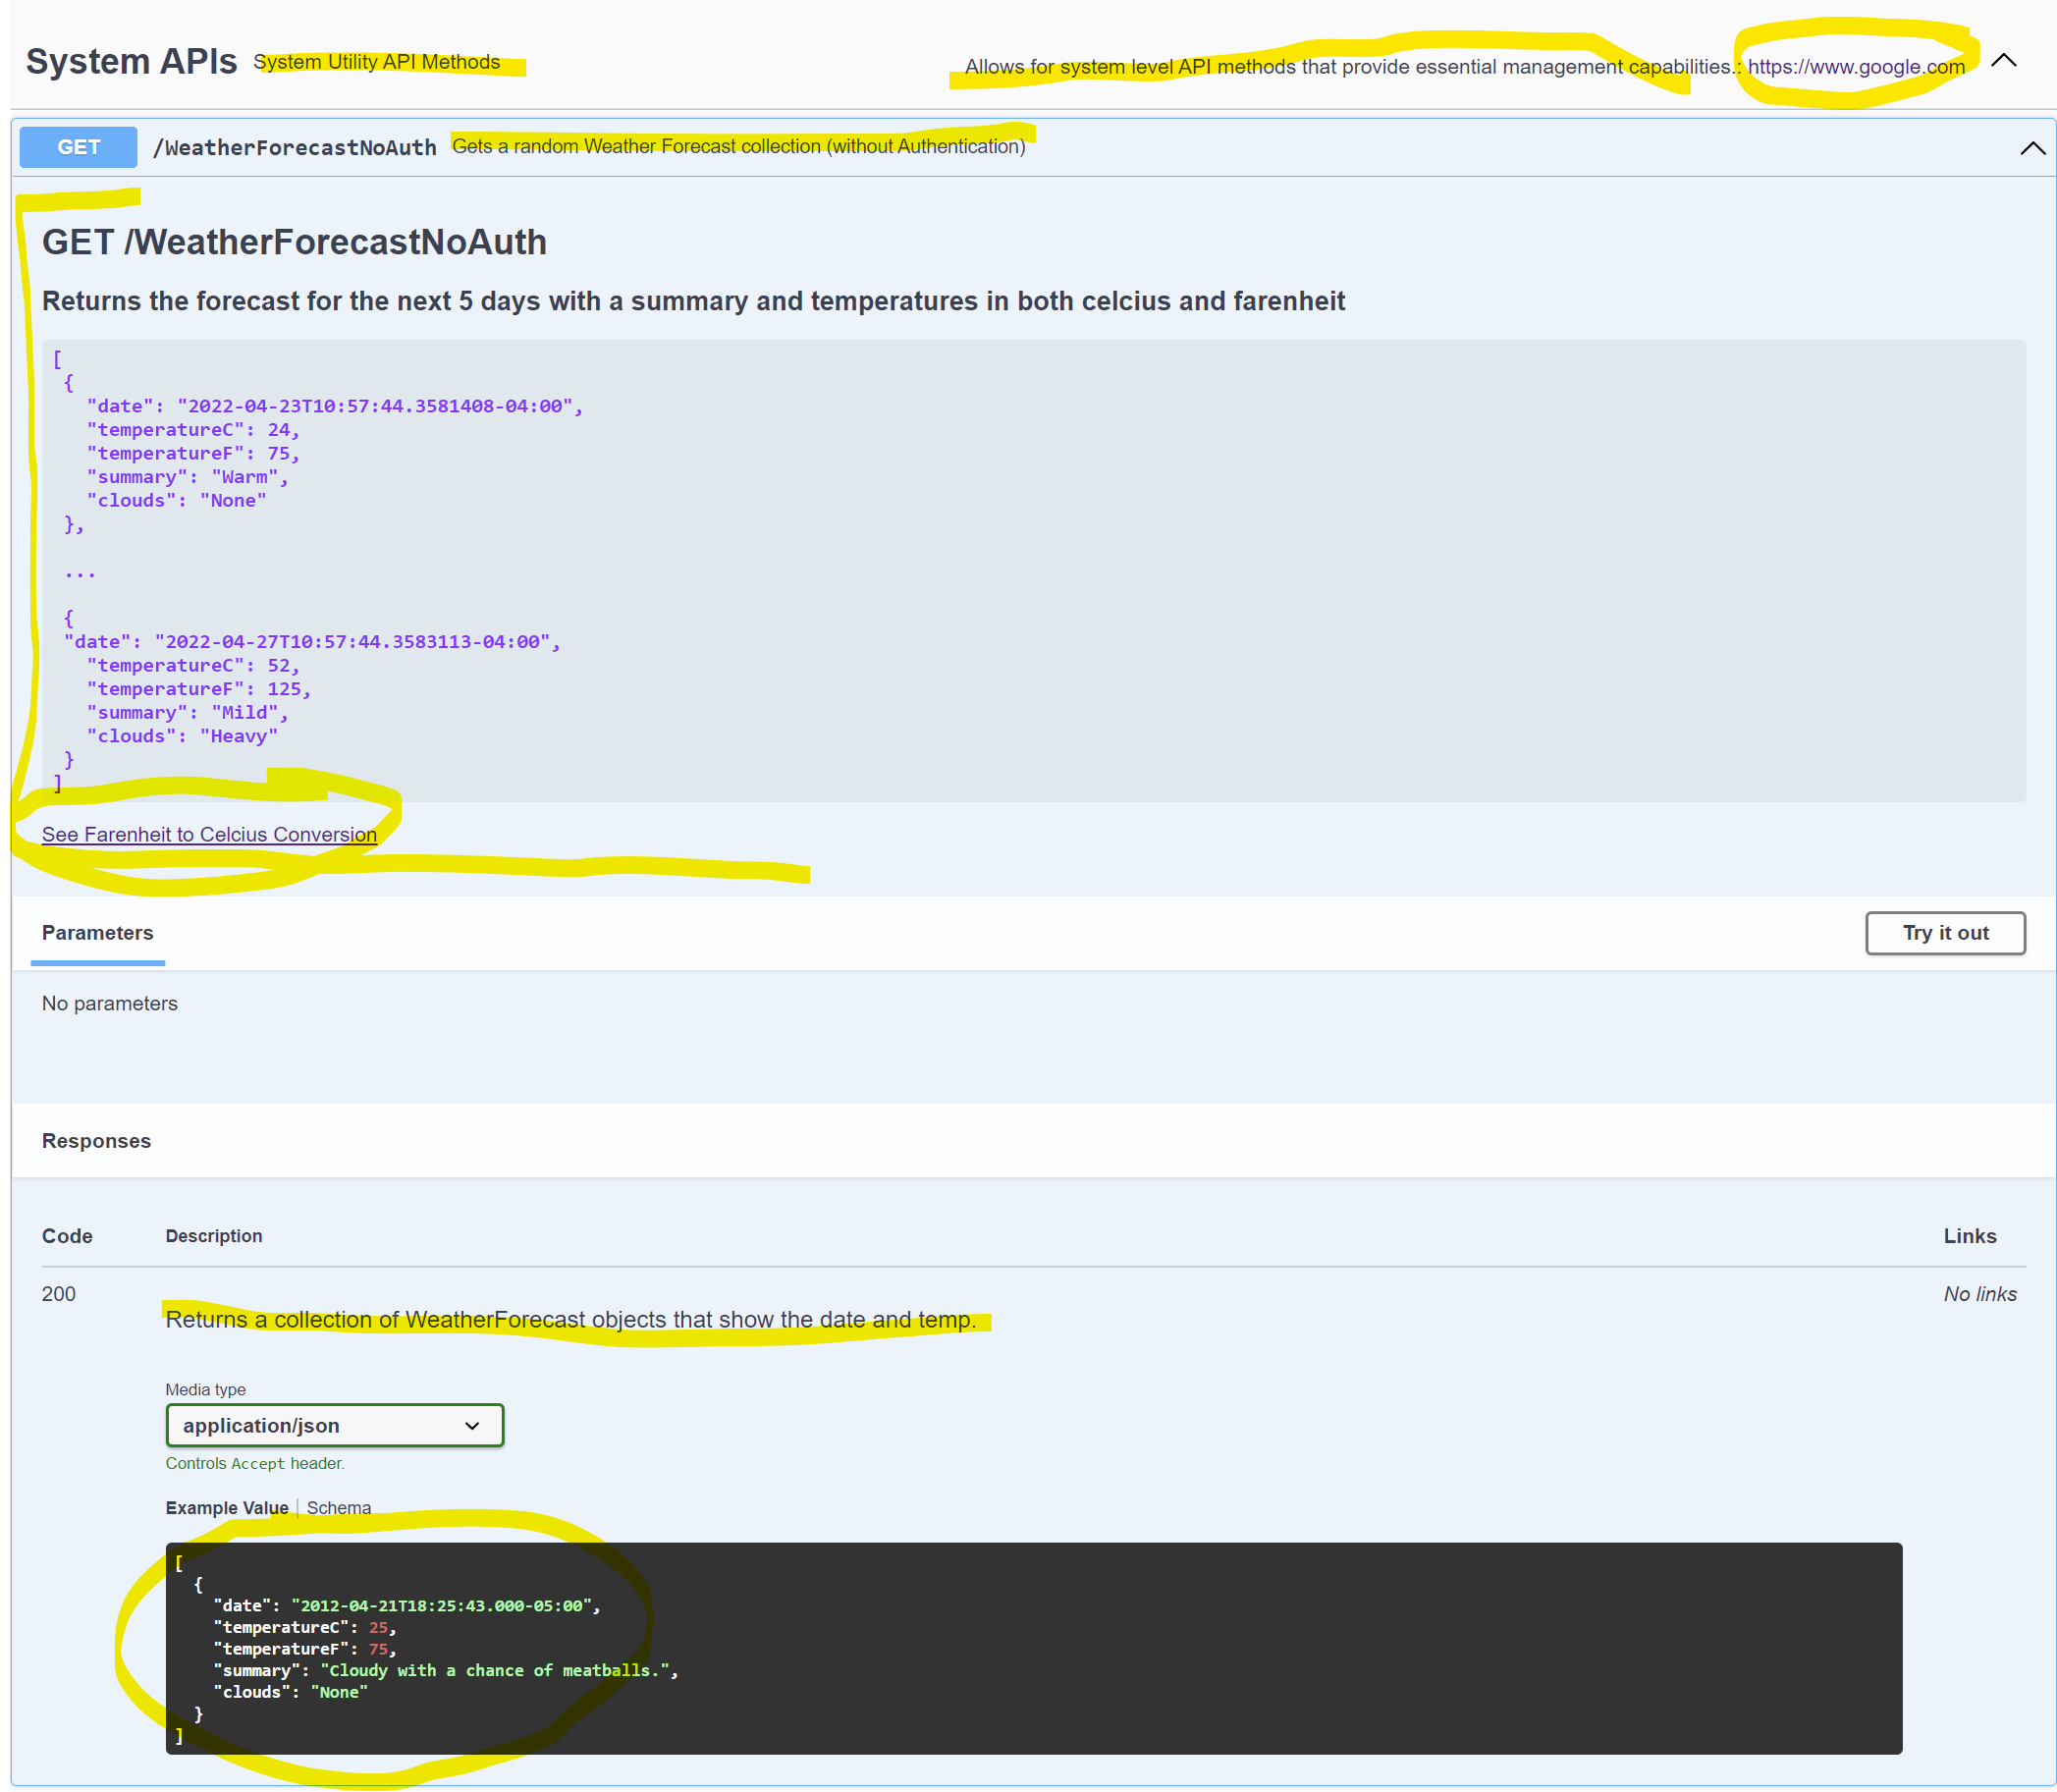 System APIs System Utility API Methods Allows for system level API methods that provide essential management capabilities.: https://www.google.com
GET /WeatherForecastNoAuth Gets a random Weather Forecast collection (without Authentication)
GET /WeatherForecastNoAuth
Returns the forecast for the next 5 days with a summary and temperatures in both celcius and farenheit
[
{
"date": "2022-04-23T10:57:44.3581408-04:00",
"temperatureC": 24,
"temperatureF": 75,
"summary": "Warm",
"clouds": "None"
},
...
{
"date": "2022-04-27T10:57:44.3583113-04:00",
"temperatureC": 52,
"temperatureF": 125,
"summary": "Mild",
"clouds": "Heavy"
}
]
See Farenheit to Celcius Conversion
Parameters Try it out
No parameters
Responses
Code Description Links
200 No links
Returns a collection of WeatherForecast objects that show the date and temp.
Media type
application/json
Controls Accept header.
Example Value | Schema
[
{
"date": "2012-04-21T18:25:43.000-05:00",
"temperatureC": 25,
"temperatureF": 75,
"summary": "Cloudy with a chance of meatballs.",
"clouds": "None"
}
]